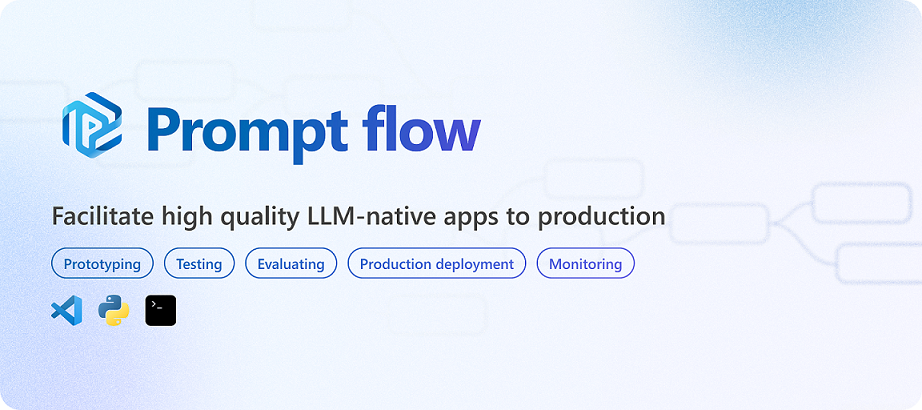 Prompt flow
Facilitate high quality LLM-native apps to production
Prototyping Testing Evaluating Production deployment Monitoring